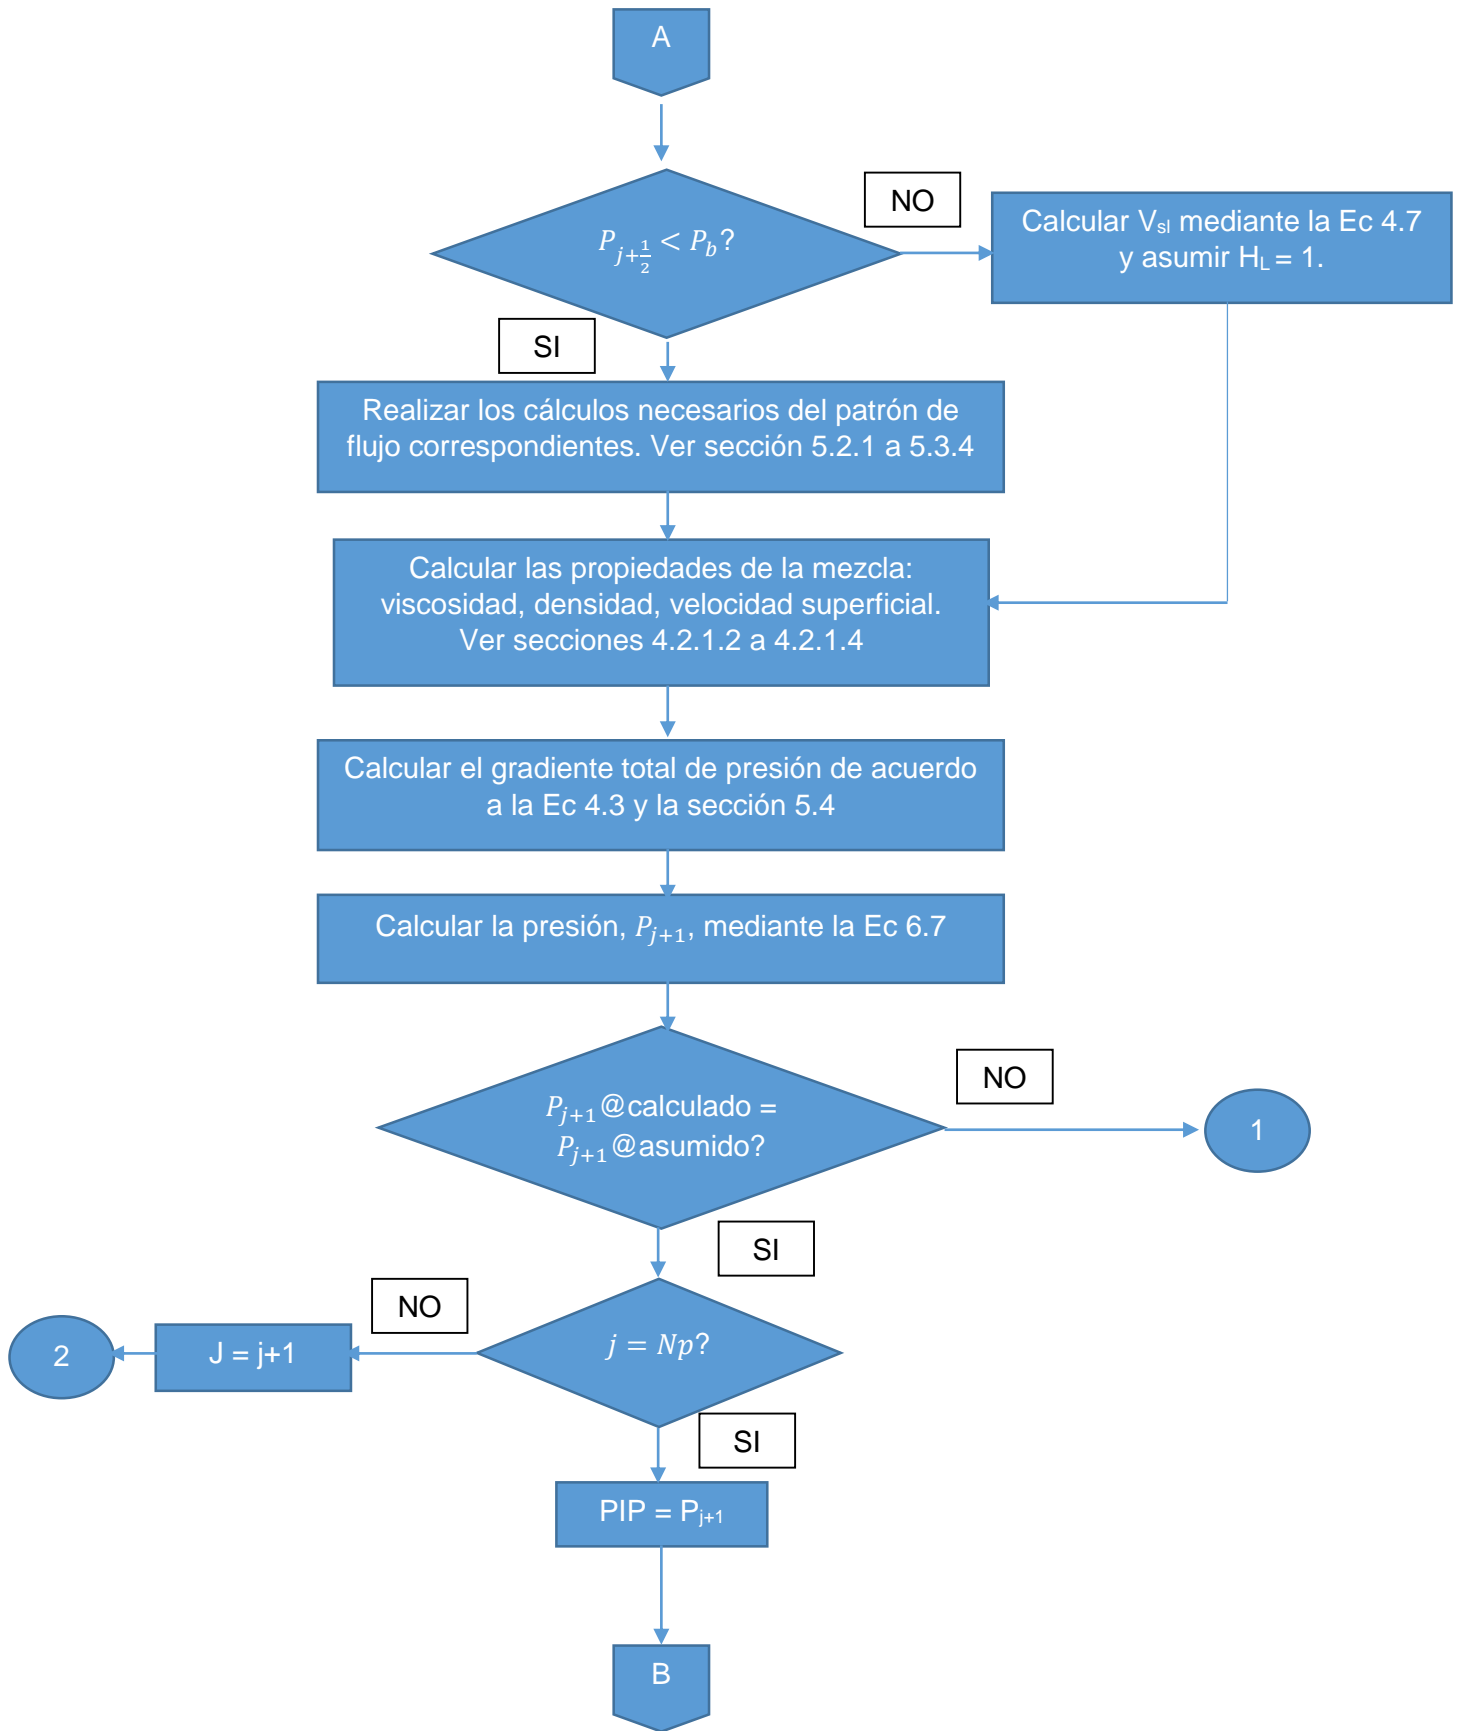 A
NO
Calcular Vsl mediante la Ec 4.7
y asumir HL = 1.
P_{j+\frac{1}{2}} < P_b?
SI
Realizar los cálculos necesarios del patrón de
flujo correspondientes. Ver sección 5.2.1 a 5.3.4
Calcular las propiedades de la mezcla:
viscosidad, densidad, velocidad superficial.
Ver secciones 4.2.1.2 a 4.2.1.4
Calcular el gradiente total de presión de acuerdo
a la Ec 4.3 y la sección 5.4
Calcular la presión, P_{j+1}, mediante la Ec 6.7
NO
P_{j+1}@calculado =
P_{j+1}@asumido?
1
SI
NO
j = Np?
J = j+1
2
SI
PIP = Pj+1
B